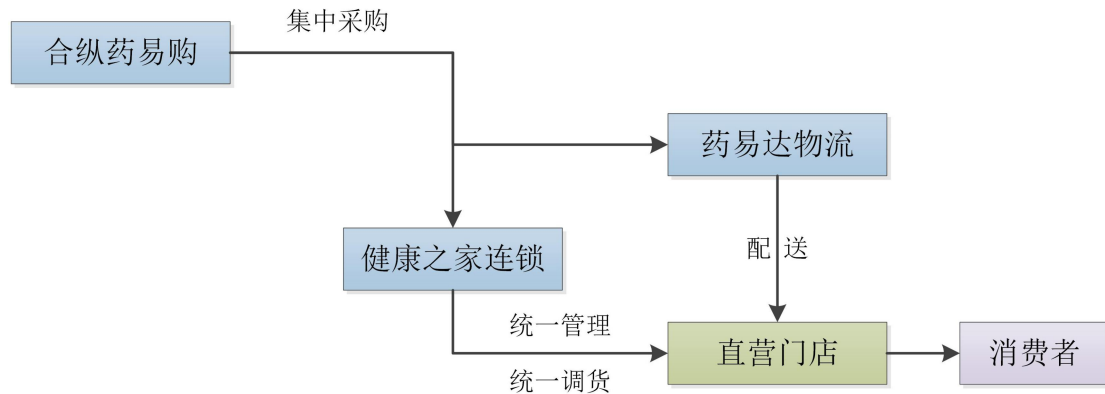 集中采购
合纵药易购
药易达物流
健康之家连锁
配送
统一管理
直营门店
消费者
统一调货